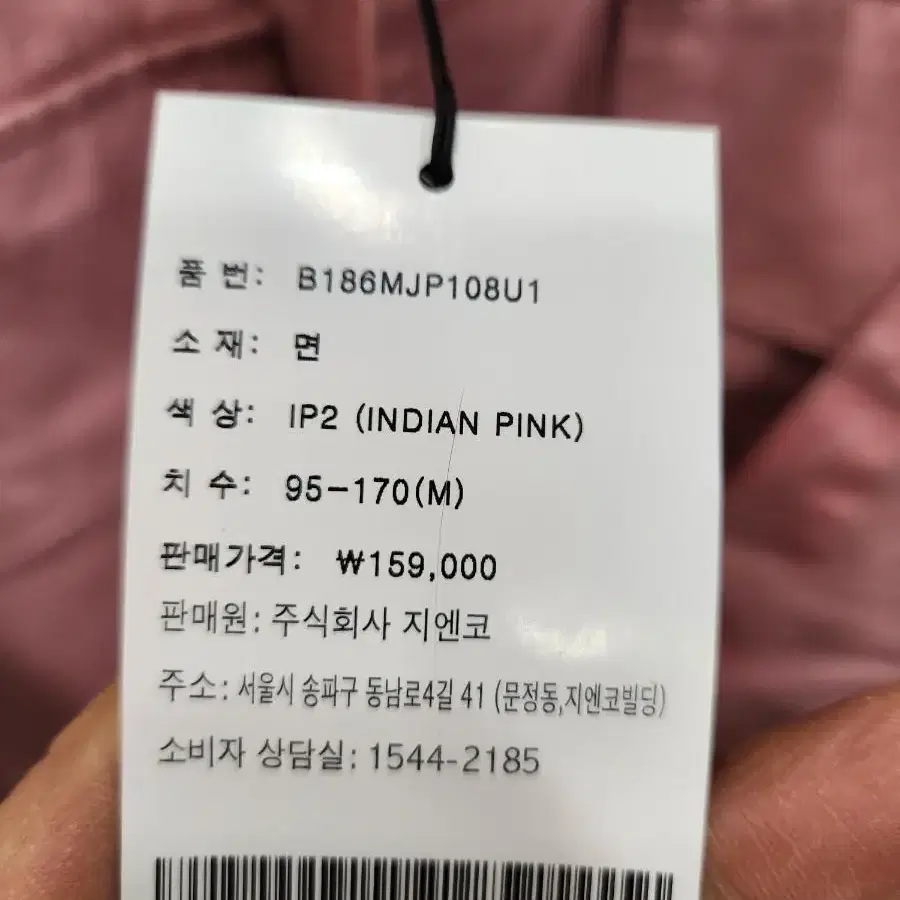 품 번: B186MJP108U1
소 재: 면
색 상: IP2 (INDIAN PINK)
치 수: 95-170(M)
판매가격: ₩159,000
판매원: 주식회사 지엔코
주소: 서울시 송파구 동남로4길 41 (문정동,지엔코빌딩)
소비자 상담실: 1544-2185